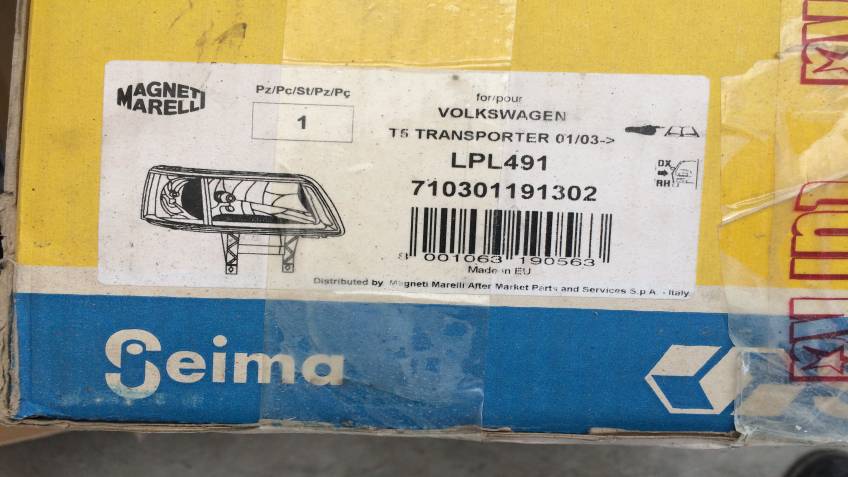 MAGNETI
MARELLI
Pz/Pc/St/Pz/Pç
1
for/pour
VOLKSWAGEN
T5 TRANSPORTER 01/03->
LPL491
710301191302
DX
RH
8 001063 190563
Made in EU
Distributed by Magneti Marelli After Market Parts and Services S.p.A. - Italy
Seima